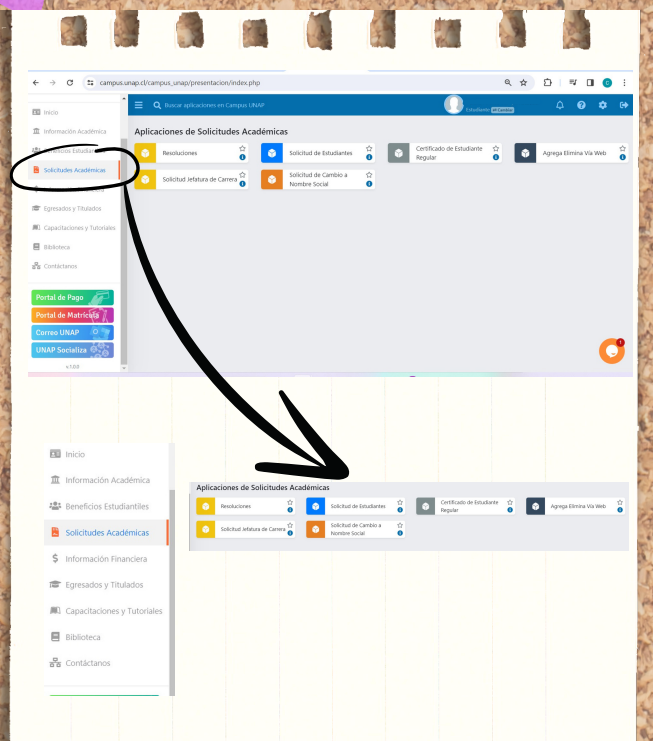 campus.unap.cl/campus_unap/presentacion/index.php
Inicio
Información Académica
Beneficios Estudiantiles
Solicitudes Académicas
Egresados y Titulados
Capacitaciones y Tutoriales
Biblioteca
Contáctanos
Portal de Pago
Portal de Matrícula
Correo UNAP
UNAP Socializa
Buscar aplicaciones en Campus UNAP
Estudiante
Cambiar
Aplicaciones de Solicitudes Académicas
Resoluciones
Solicitud de Estudiantes
Certificado de Estudiante
Regular
Agrega Elimina Vía Web
Solicitud Jefatura de Carrera
Solicitud de Cambio a
Nombre Social
Inicio
Información Académica
Beneficios Estudiantiles
Solicitudes Académicas
Información Financiera
Egresados y Titulados
Capacitaciones y Tutoriales
Biblioteca
Contáctanos
Aplicaciones de Solicitudes Académicas
Resoluciones
Solicitud de Estudiantes
Certificado de Estudiante
Regular
Agrega Elimina Vía Web
Solicitud Jefatura de Carrera
Solicitud de Cambio a
Nombre Social